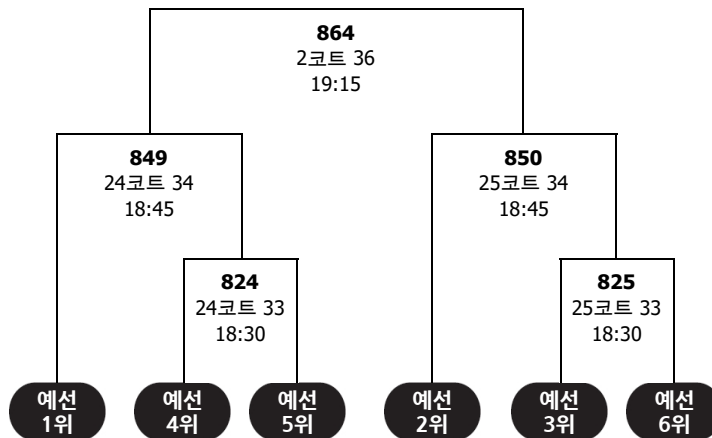 864
2코트 36
19:15
849
24코트 34
18:45
850
25코트 34
18:45
824
24코트 33
18:30
825
25코트 33
18:30
예선
1위
예선
4위
예선
5위
예선
2위
예선
3위
예선
6위